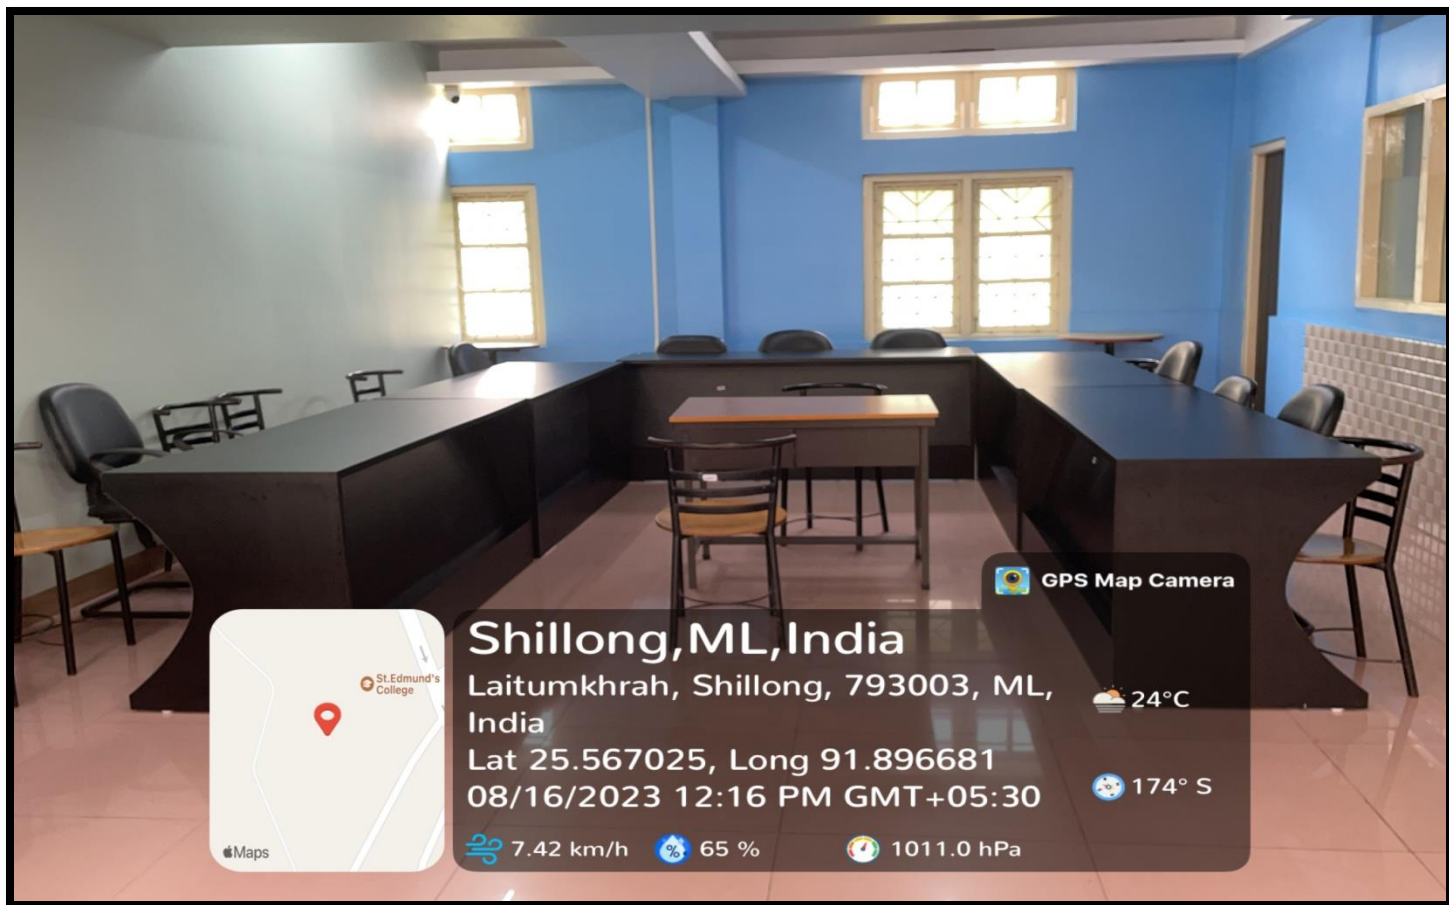 GPS Map Camera
Shillong,ML,India
Laitumkhrah, Shillong, 793003, ML,
India
Lat 25.567025, Long 91.896681
08/16/2023 12:16 PM GMT+05:30
24°C
174° S
7.42 km/h
65 %
1011.0 hPa
St.Edmund's
College
Maps